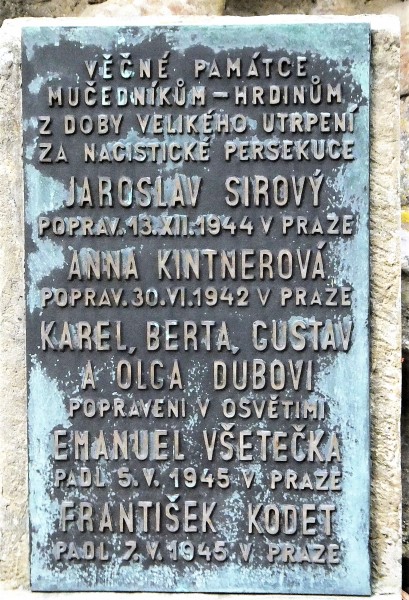 VĚČNÉ PAMÁTCE
MUČEDNÍKŮM – HRDINŮM
Z DOBY VELIKÉHO UTRPENÍ
ZA NACISTICKÉ PERSEKUCE
JAROSLAV SIROVÝ
POPRAV. 13.XII.1944 V PRAZE
ANNA KINTNEROVÁ
POPRAV. 30.VI.1942 V PRAZE
KAREL, BERTA, GUSTAV
A OLGA DUBOVI
POPRAVENI V OSVĚTIMI
EMANUEL VŠETEČKA
PADL 5.V. 1945 V PRAZE
FRANTIŠEK KODET
PADL 7.V. 1945 V PRAZE